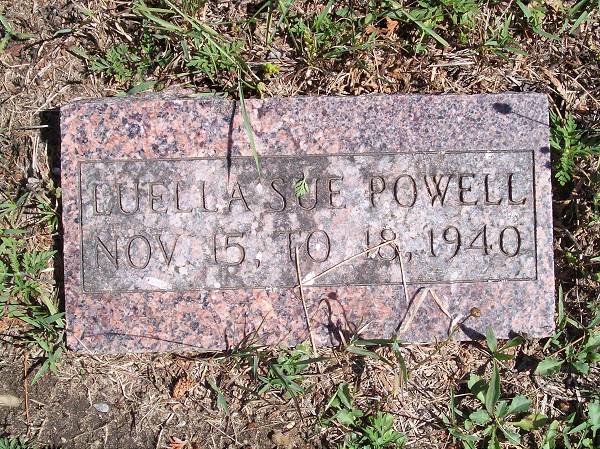 LUELLA SUE POWELL
NOV 15, TO 18, 1940